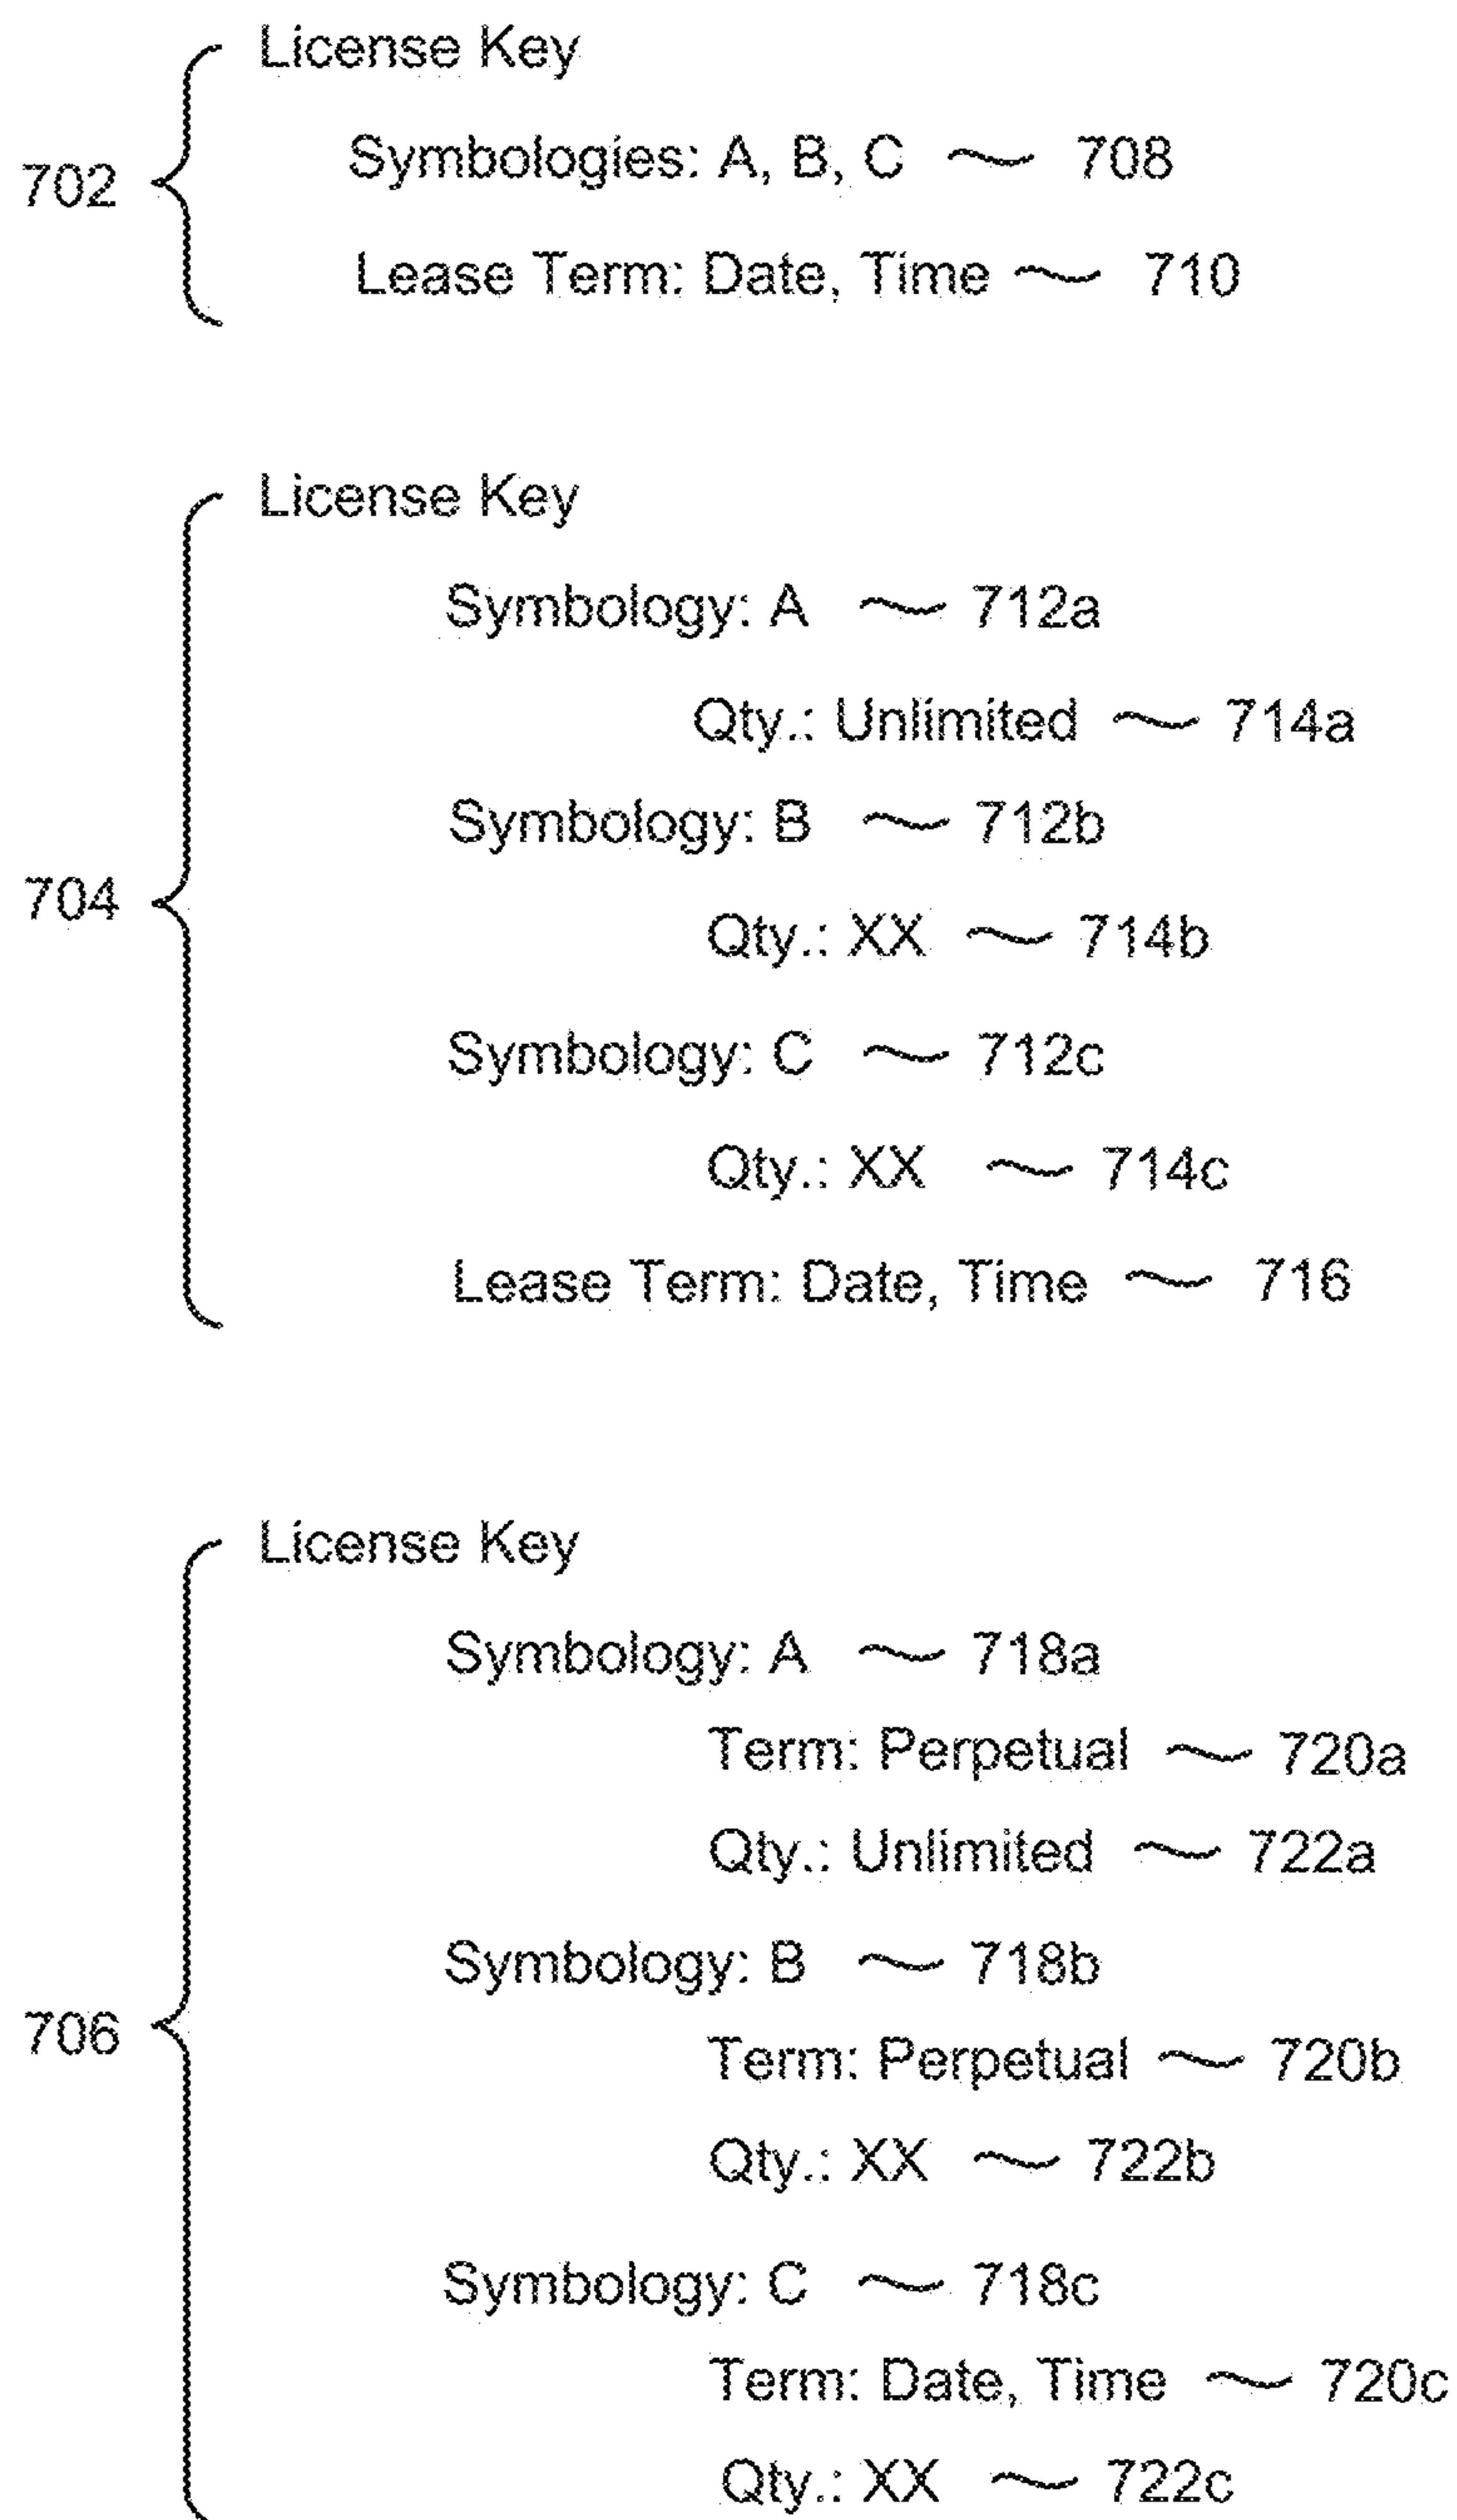 License Key
Symbologies: A, B, C 708
702
Lease Term: Date, Time 710
License Key
Symbology: A 712a
Qty.: Unlimited 714a
Symbology: B 712b
704
Qty.: XX 714b
Symbology: C 712c
Qty.: XX 714c
Lease Term: Date, Time 716
License Key
Symbology: A 718a
Term: Perpetual 720a
Qty.: Unlimited 722a
Symbology: B 718b
706
Term: Perpetual 720b
Qty.: XX 722b
Symbology: C 718c
Term: Date, Time 720c
Qty.: XX 722c